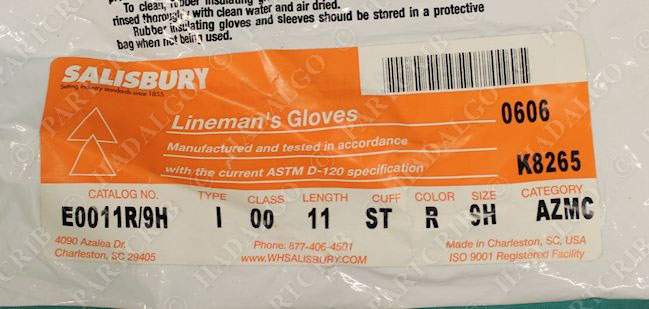 To clean, rubber insulating
rinsed thoroughly with clean water and air dried.
Rubber insulating gloves and sleeves should be stored in a protective
bag when not being used.
SALISBURY
Setting industry standards since 1855
Lineman's Gloves 0606
Manufactured and tested in accordance
with the current ASTM D-120 specification K8265
CATALOG NO. TYPE CLASS LENGTH CUFF COLOR SIZE CATEGORY
E0011R/9H I 00 11 ST R 9H AZMC
4090 Azalea Dr. Phone: 877-406-4501 Made in Charleston, SC, USA
Charleston, SC 29405 WWW.WHSALISBURY.COM ISO 9001 Registered Facility
© PARTCRIB © HADALGO